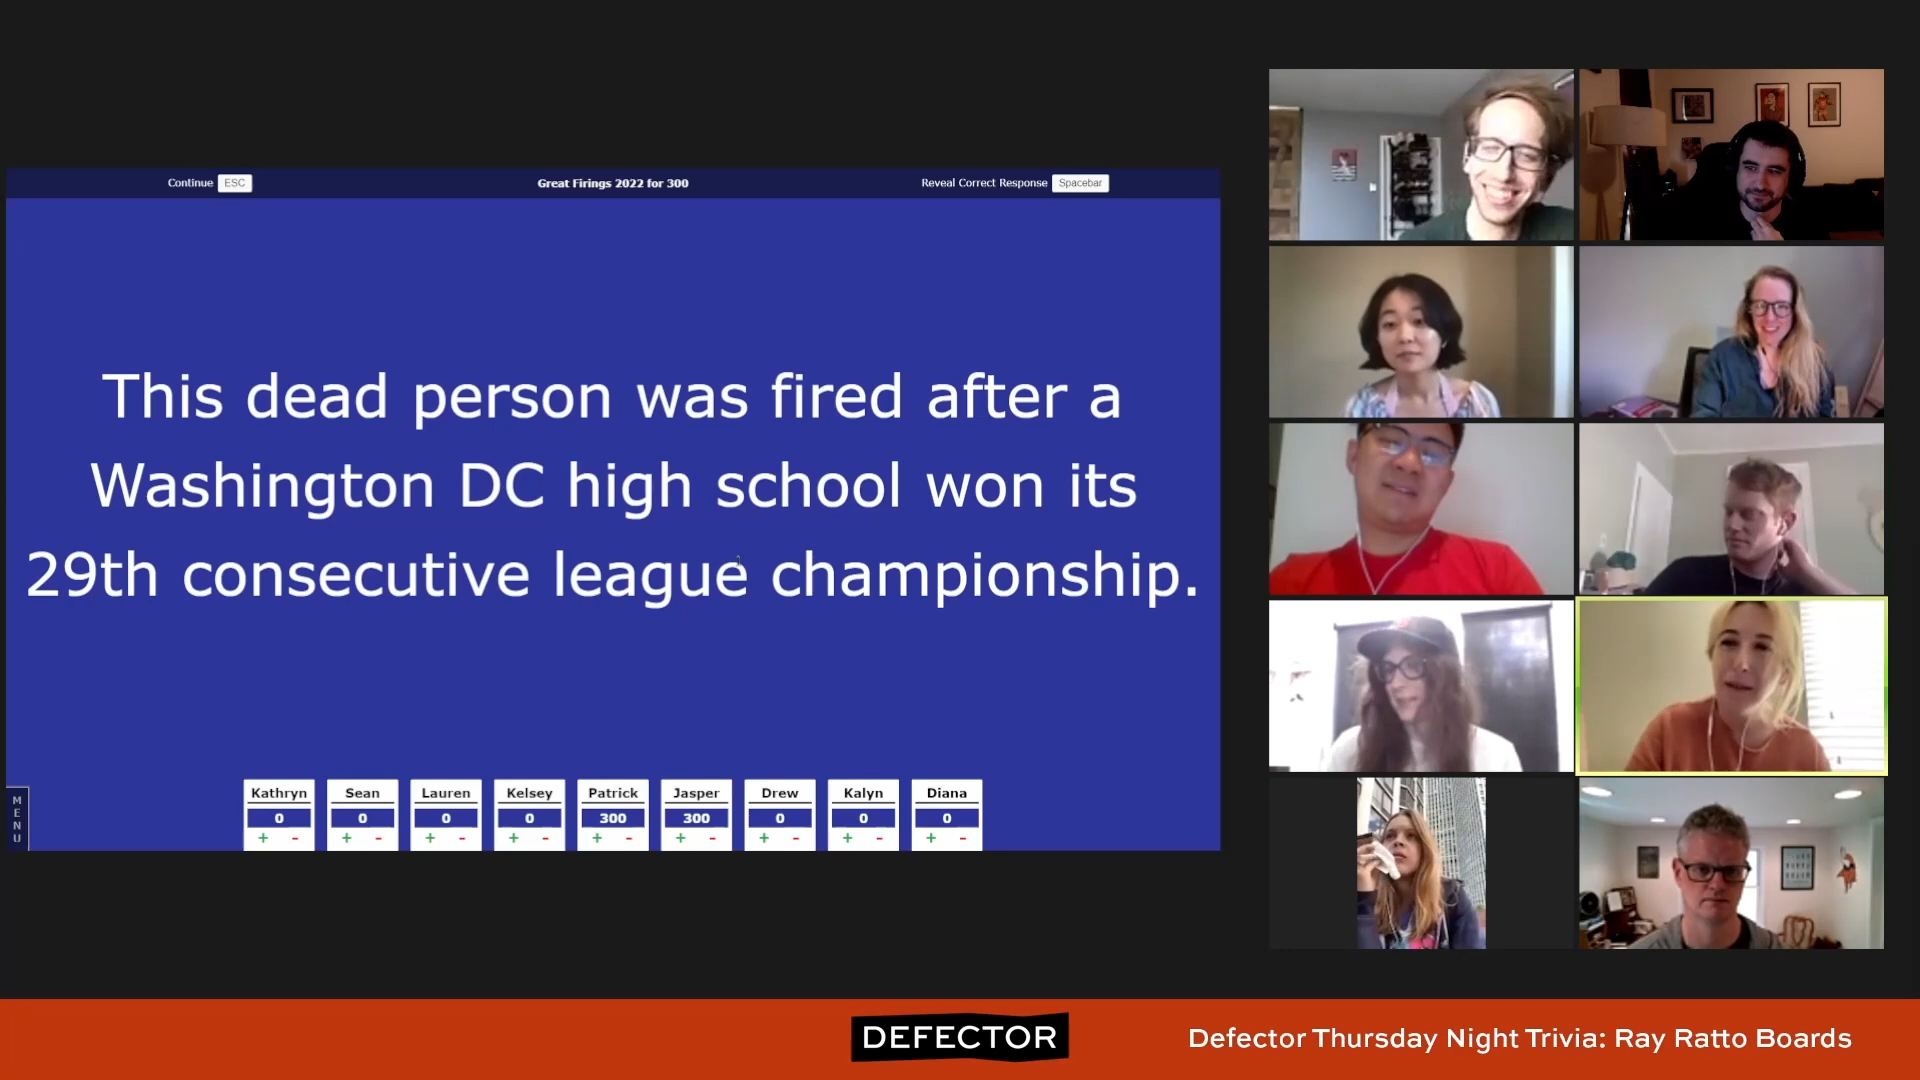 Continue ESC
Great Firings 2022 for 300
Reveal Correct Response Spacebar
This dead person was fired after a
Washington DC high school won its
29th consecutive league championship.
MENU
Kathryn Sean Lauren Kelsey Patrick Jasper Drew Kalyn Diana
0 0 0 0 300 300 0 0 0
+ - + - + - + - + - + - + - + - + -
DEFECTOR
Defector Thursday Night Trivia: Ray Ratto Boards